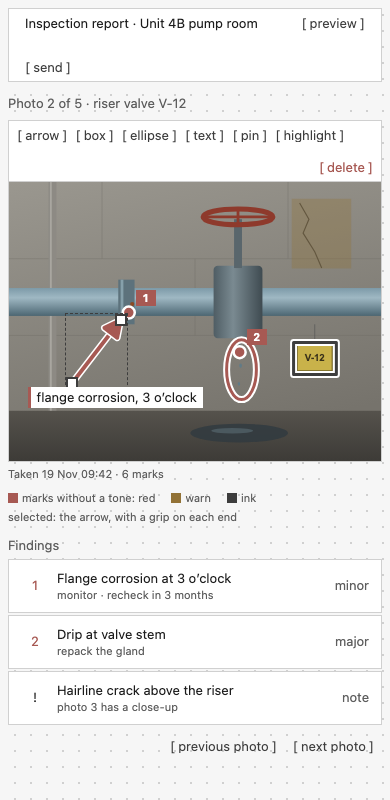 Inspection report · Unit 4B pump room
[ preview ]
[ send ]
Photo 2 of 5 · riser valve V-12
[ arrow ] [ box ] [ ellipse ] [ text ] [ pin ] [ highlight ]
[ delete ]
1
2
V-12
flange corrosion, 3 o’clock
Taken 19 Nov 09:42 · 6 marks
marks without a tone: red warn ink
selected: the arrow, with a grip on each end
Findings
1 Flange corrosion at 3 o’clock minor
monitor · recheck in 3 months
2 Drip at valve stem major
repack the gland
! Hairline crack above the riser note
photo 3 has a close-up
[ previous photo ] [ next photo ]